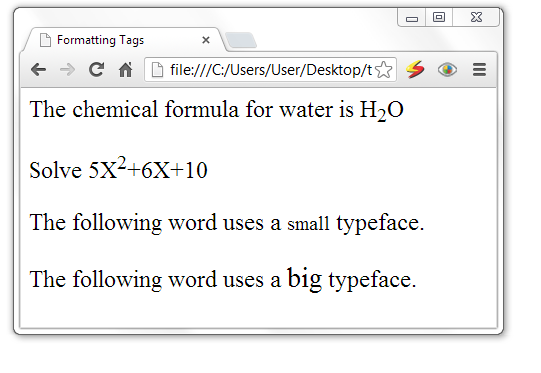 Formatting Tags
file:///C:/Users/User/Desktop/t
The chemical formula for water is H₂O
Solve 5X²+6X+10
The following word uses a small typeface.
The following word uses a big typeface.